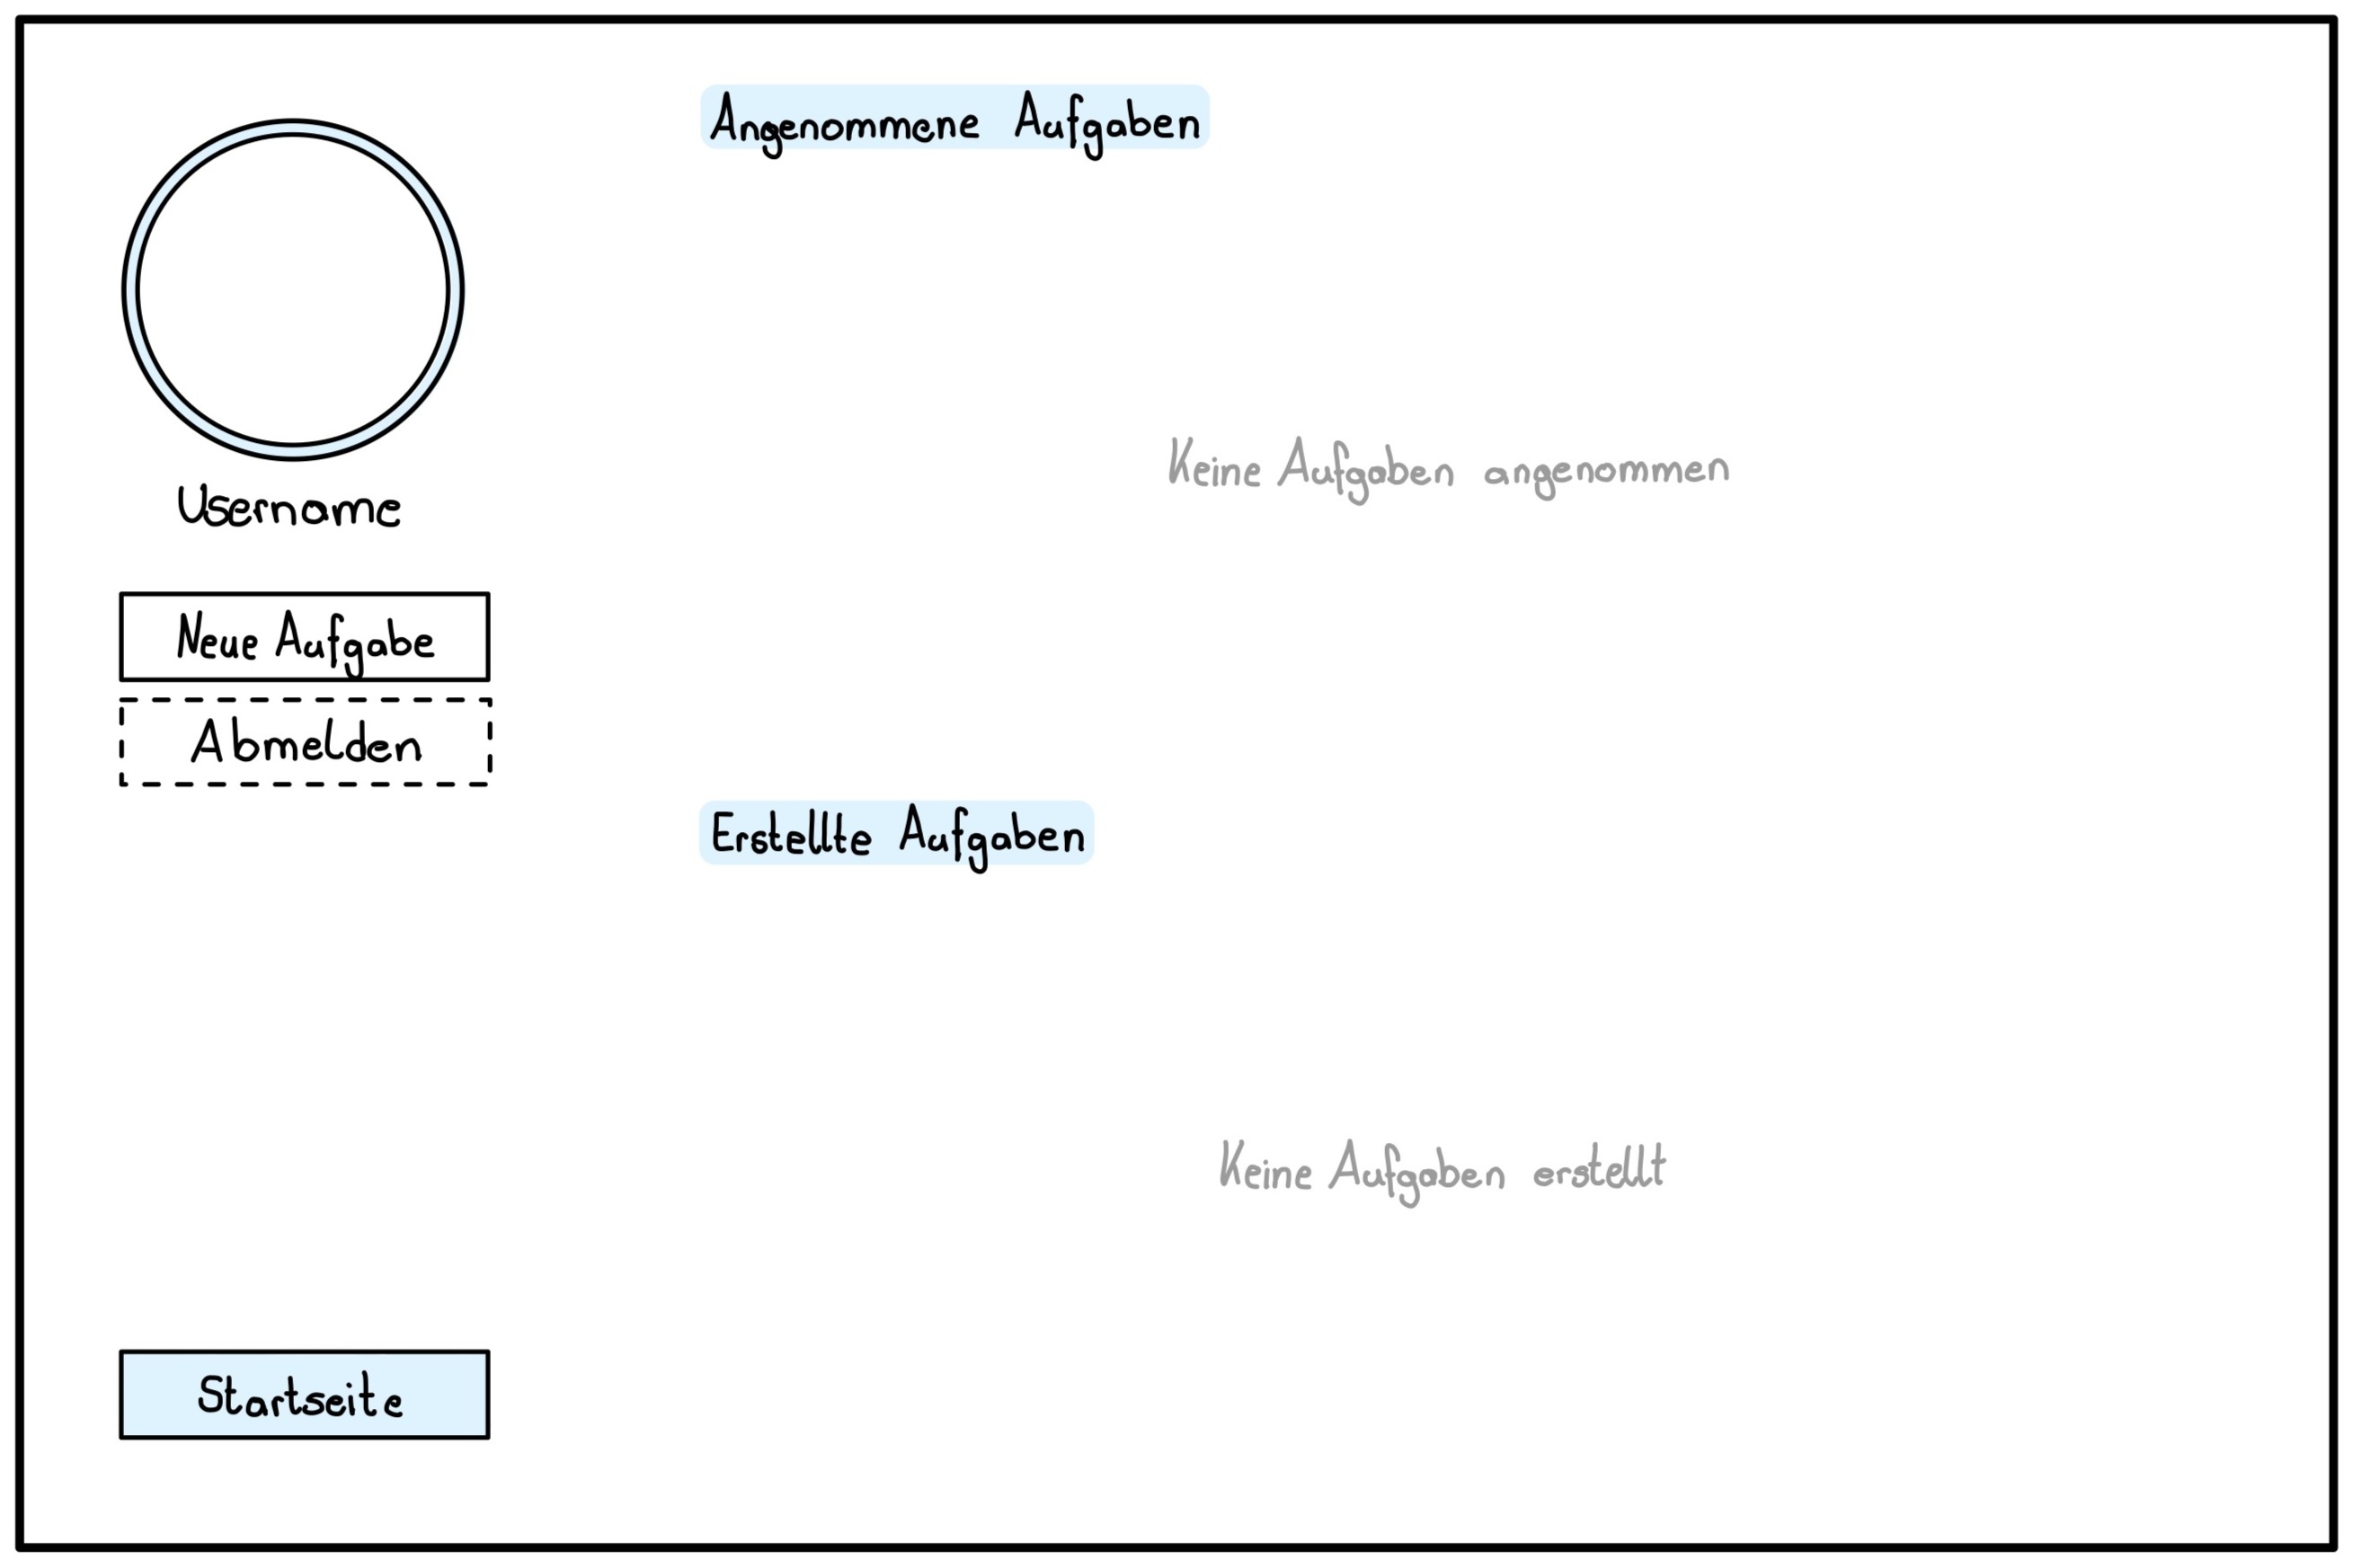 Username
Neue Aufgabe
Abmelden
Startseite
Angenommene Aufgaben
Keine Aufgaben angenommen
Erstellte Aufgaben
Keine Aufgaben erstellt